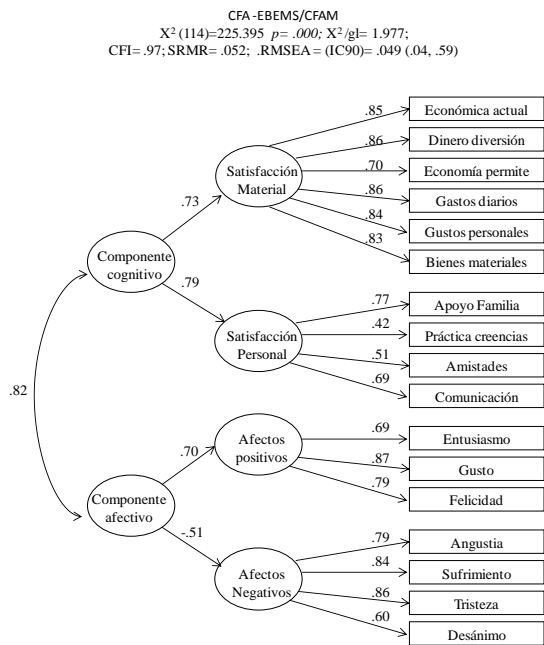 CFA -EBEMS/CFAM
X² (114)=225.395 p= .000; X²/gl= 1.977;
CFI= .97; SRMR= .052; .RMSEA = (IC90)= .049 (.04, .59)
.85
Económica actual
.86
Dinero diversión
Satisfacción
Material
.70
Economía permite
.86
Gastos diarios
.73
.84
Gustos personales
.83
Bienes materiales
Componente
cognitivo
.79
.77
Apoyo Familia
.42
Práctica creencias
Satisfacción
Personal
.51
Amistades
.69
Comunicación
.82
.69
Entusiasmo
Afectos
positivos
.70
.87
Gusto
.79
Felicidad
Componente
afectivo
-.51
.79
Angustia
.84
Sufrimiento
Afectos
Negativos
.86
Tristeza
.60
Desánimo